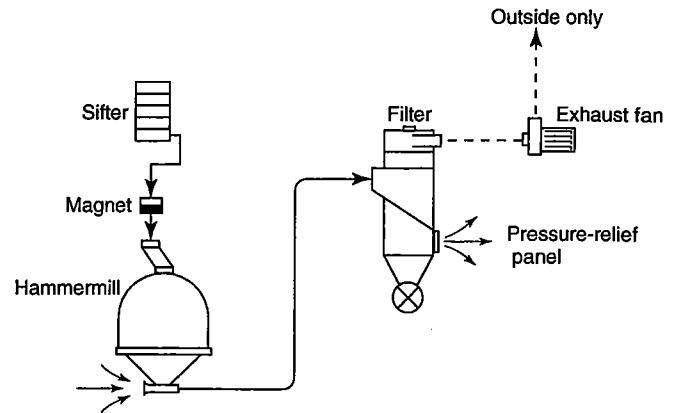 Outside only
Sifter
Filter
Exhaust fan
Magnet
Pressure-relief
panel
Hammermill